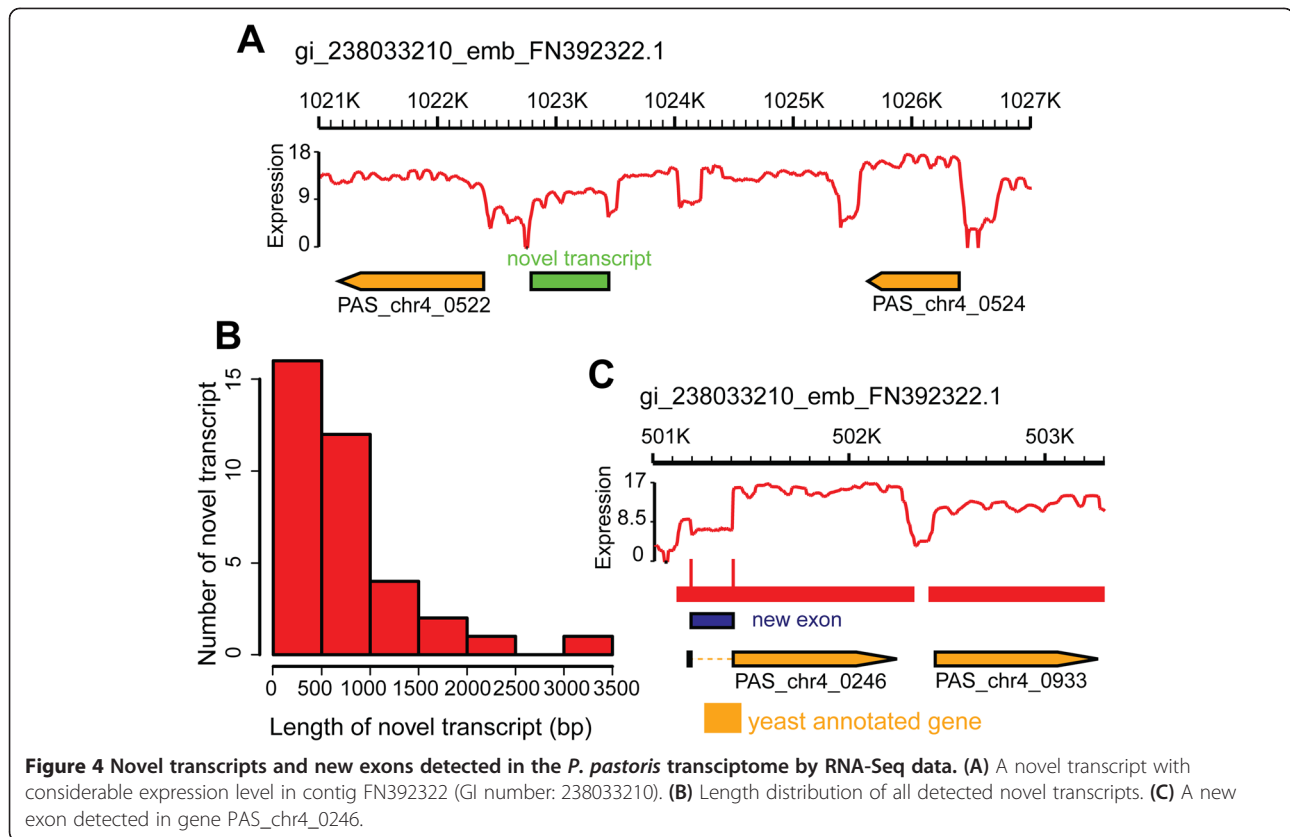 A
gi_238033210_emb_FN392322.1
1021K 1022K 1023K 1024K 1025K 1026K 1027K
Expression
18
9
0
novel transcript
PAS_chr4_0522
PAS_chr4_0524
B
Number of novel transcript
15
10
5
0
0 500 1000 1500 2000 2500 3000 3500
Length of novel transcript (bp)
C
gi_238033210_emb_FN392322.1
501K 502K 503K
Expression
17
8.5
0
new exon
PAS_chr4_0246
PAS_chr4_0933
yeast annotated gene
Figure 4 Novel transcripts and new exons detected in the P. pastoris transciptome by RNA-Seq data. (A) A novel transcript with
considerable expression level in contig FN392322 (GI number: 238033210). (B) Length distribution of all detected novel transcripts. (C) A new
exon detected in gene PAS_chr4_0246.